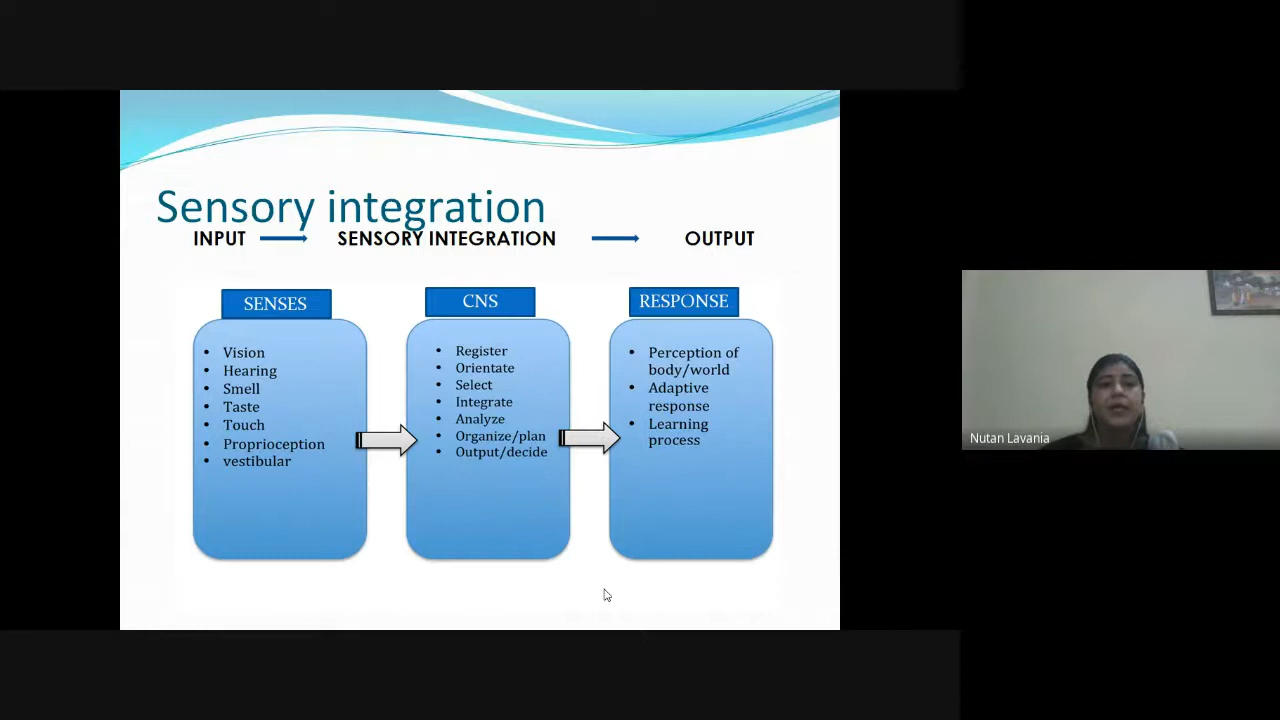 Sensory integration
INPUT SENSORY INTEGRATION OUTPUT
SENSES
• Vision
• Hearing
• Smell
• Taste
• Touch
• Proprioception
• vestibular
CNS
• Register
• Orientate
• Select
• Integrate
• Analyze
• Organize/plan
• Output/decide
RESPONSE
• Perception of
body/world
• Adaptive
response
• Learning
process
Nutan Lavania